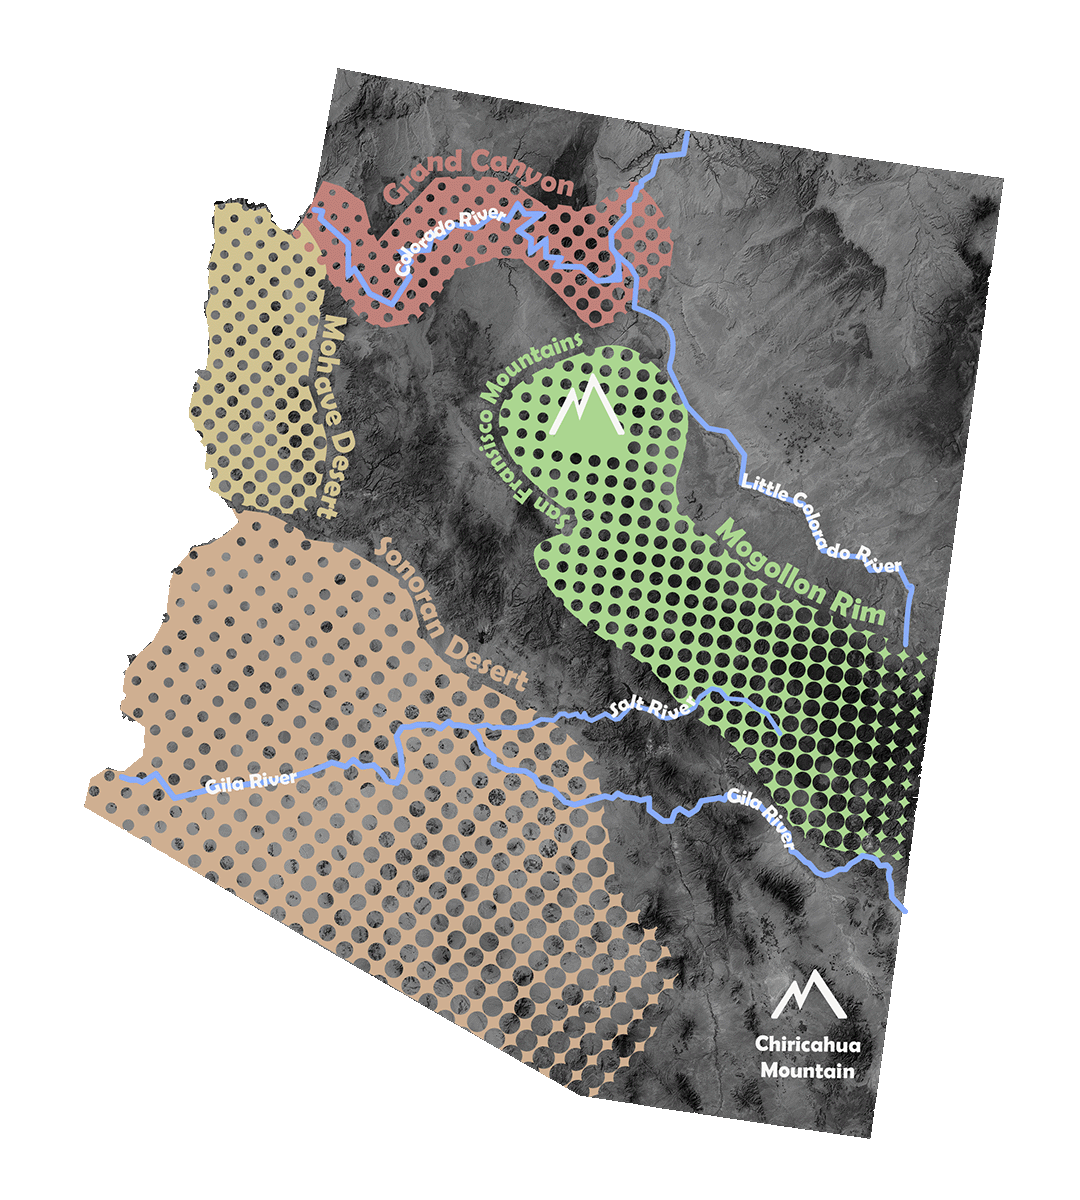 Grand Canyon
Colorado River
Mohave Desert
San Fransisco Mountains
Little Colorado River
Mogollon Rim
Sonoran Desert
Salt River
Gila River
Gila River
Chiricahua
Mountain